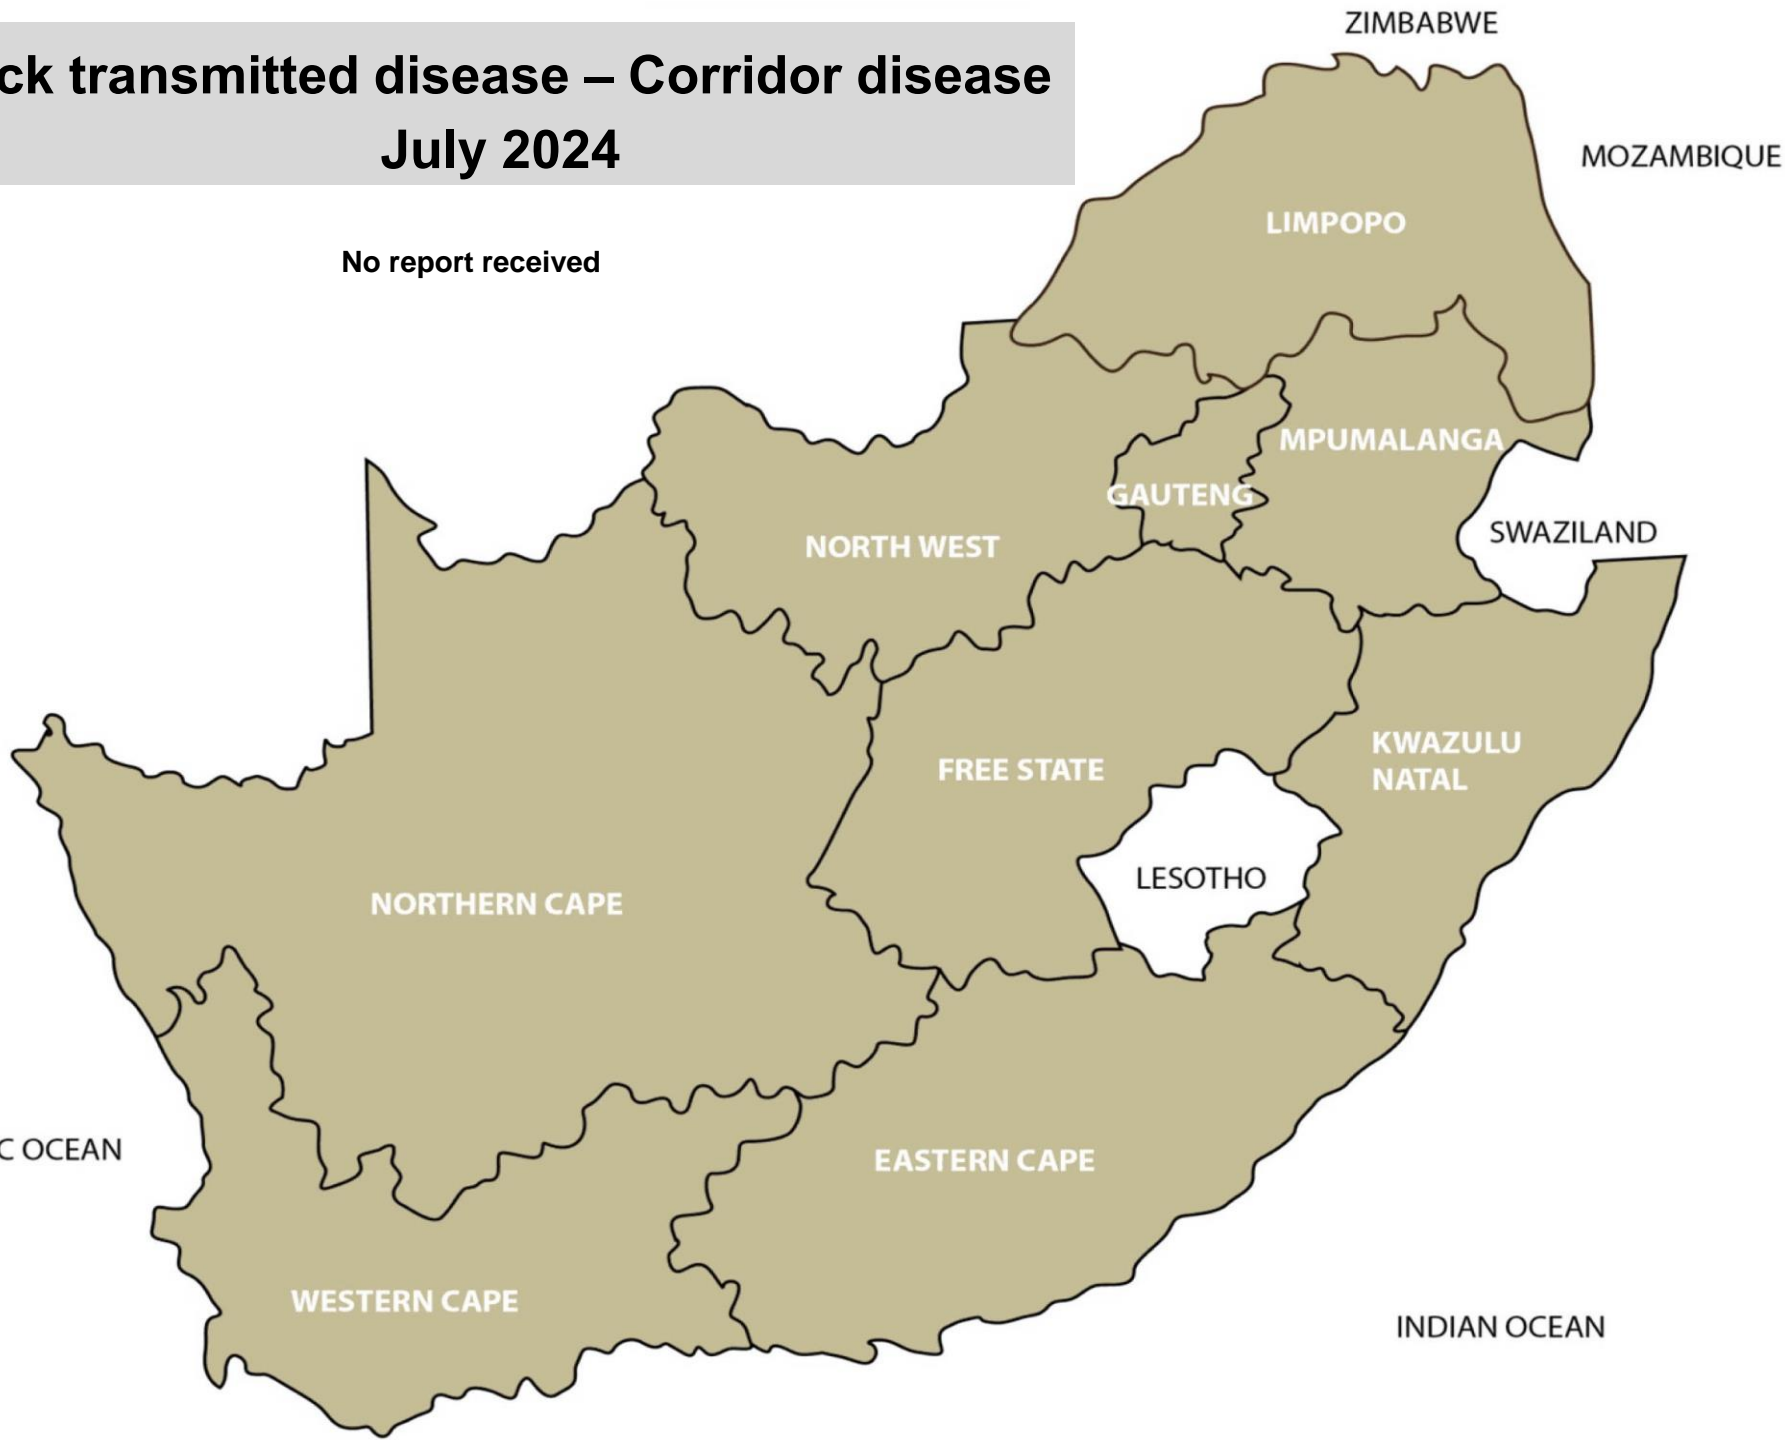 ck transmitted disease – Corridor disease
July 2024
No report received
ZIMBABWE
MOZAMBIQUE
LIMPOPO
MPUMALANGA
GAUTENG
NORTH WEST
SWAZILAND
FREE STATE
KWAZULU
NATAL
LESOTHO
NORTHERN CAPE
C OCEAN
EASTERN CAPE
WESTERN CAPE
INDIAN OCEAN